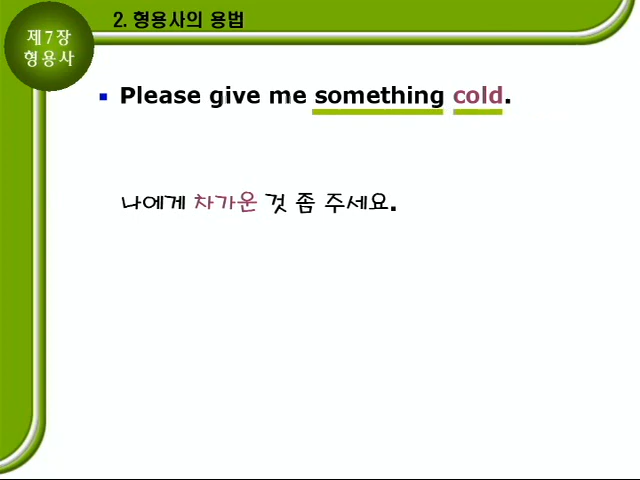 2. 형용사의 용법
제7장
형용사
Please give me something cold.
나에게 차가운 것 좀 주세요.